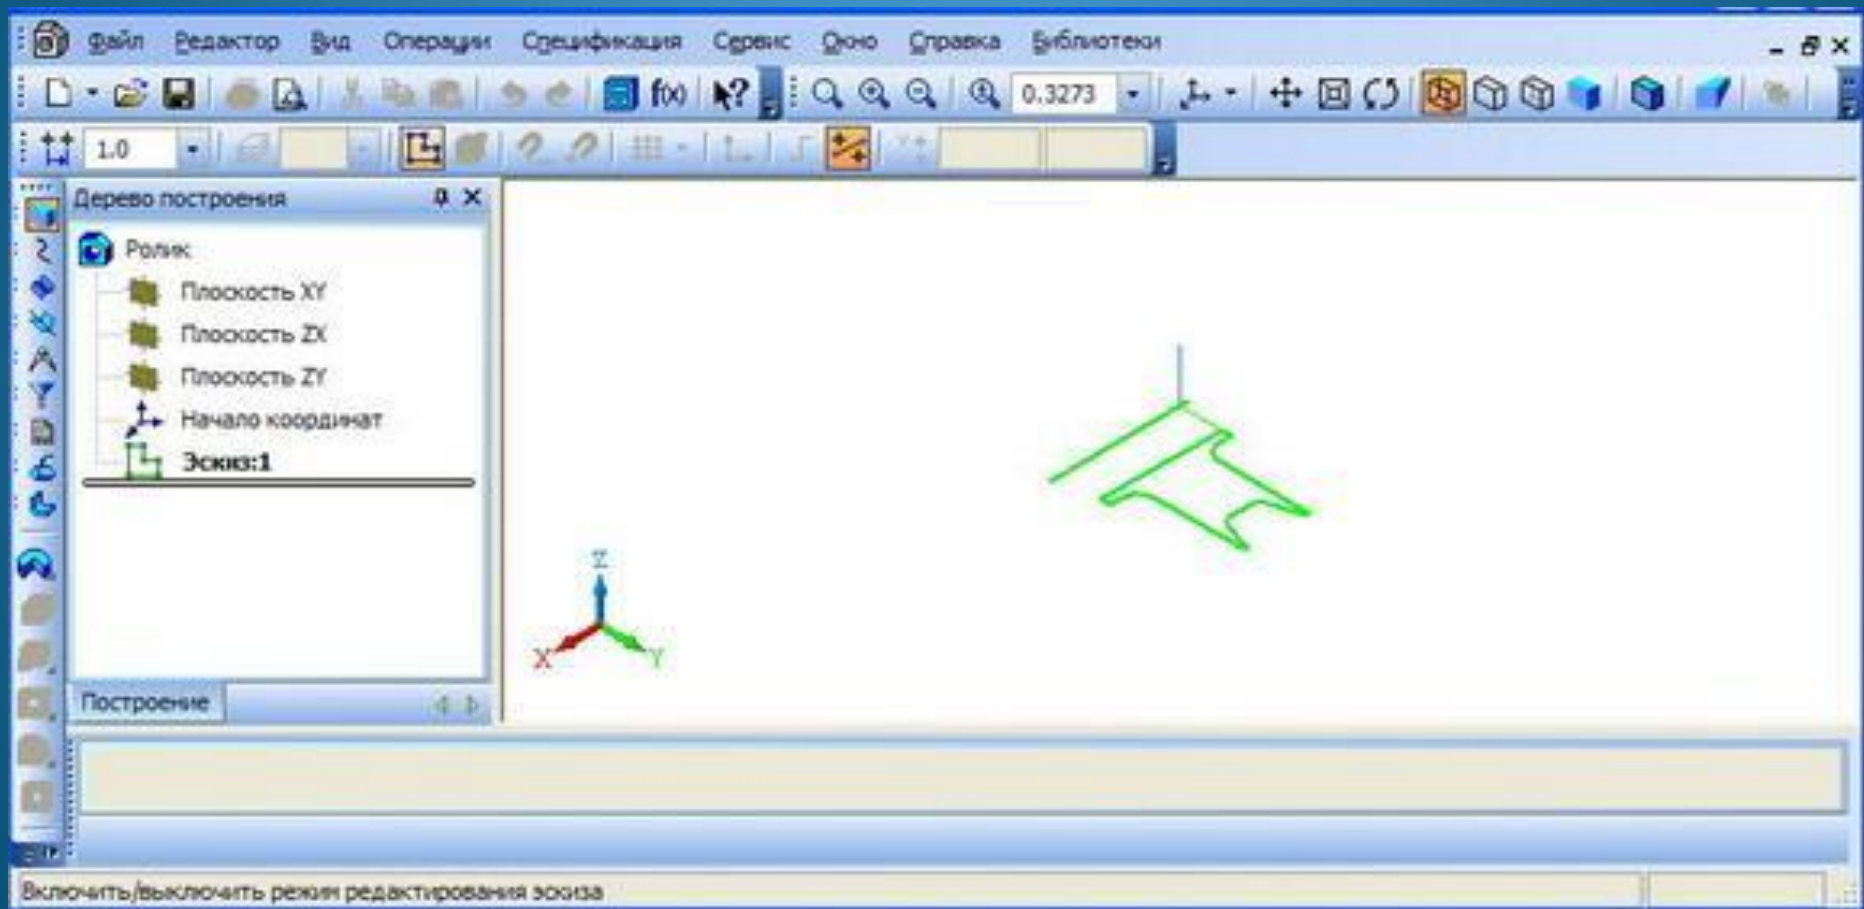 Файл Редактор Вид Операции Спецификация Сервис Окно Справка Библиотеки
f(x) 0.3273
1.0
Дерево построения
Ролик
Плоскость XY
Плоскость ZX
Плоскость ZY
Начало координат
Эскиз:1
Z
X Y
Построение
Включить/выключить режим редактирования эскиза